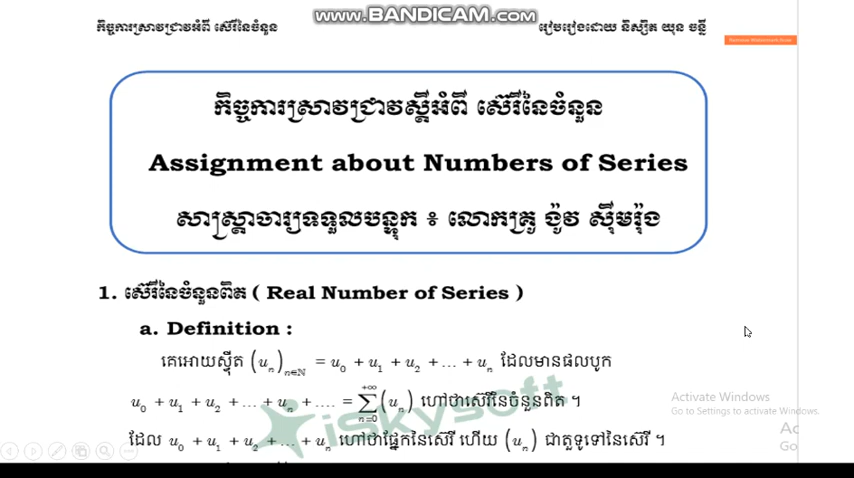 www.BANDICAM.com
កិច្ចការស្រាវជ្រាវអំពី ស៊េរីនៃចំនួន
រៀបរៀងដោយ និស្សិត យុន ចន្នី
កិច្ចការស្រាវជ្រាវស្ដីអំពី ស៊េរីនៃចំនួន
Assignment about Numbers of Series
សាស្ត្រាចារ្យទទួលបន្ទុក ៖ លោកគ្រូ ង៉ូវ ស៊ឹមរ៉ុង
1. ស៊េរីនៃចំនួនពិត ( Real Number of Series )
a. Definition :
គេអោយស្វ៊ីត (uₙ)ₙ∈ℕ = u₀ + u₁ + u₂ + … + uₙ ដែលមានផលបូក
u₀ + u₁ + u₂ + … + uₙ + …. = ∑ₙ₌₀⁺∞ (uₙ) ហៅថាស៊េរីនៃចំនួនពិត ។
ដែល u₀ + u₁ + u₂ + … + uₙ ហៅថាផ្នែកនៃស៊េរី ហើយ (uₙ) ជាតួទូទៅនៃស៊េរី ។
iskysoft
Activate Windows
Go to Settings to activate Windows.
Ac
Go